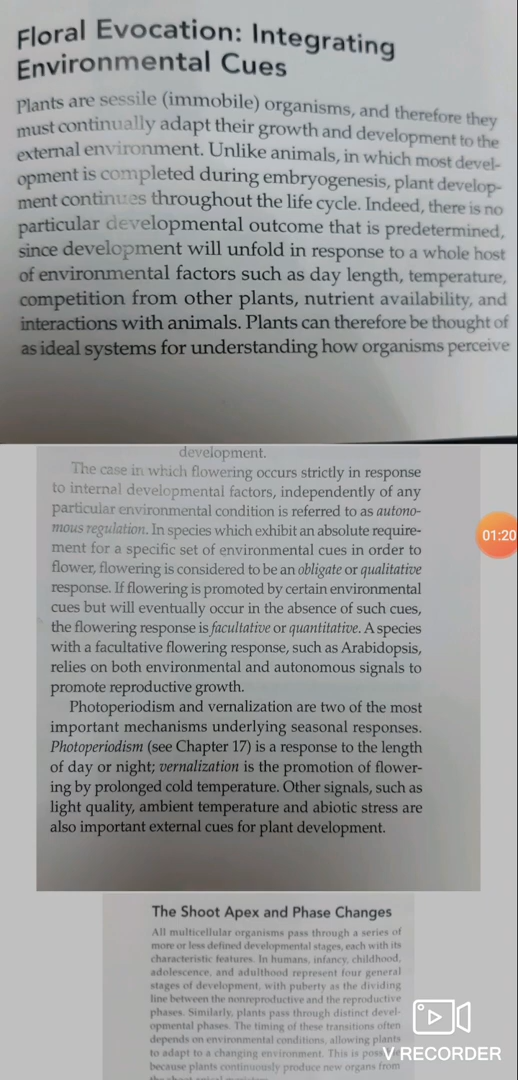 Floral Evocation: Integrating
Environmental Cues
Plants are sessile (immobile) organisms, and therefore they
must continually adapt their growth and development to the
external environment. Unlike animals, in which most devel-
opment is completed during embryogenesis, plant develop-
ment continues throughout the life cycle. Indeed, there is no
particular developmental outcome that is predetermined,
since development will unfold in response to a whole host
of environmental factors such as day length, temperature,
competition from other plants, nutrient availability, and
interactions with animals. Plants can therefore be thought of
as ideal systems for understanding how organisms perceive
development.
The case in which flowering occurs strictly in response
to internal developmental factors, independently of any
particular environmental condition is referred to as autono-
mous regulation. In species which exhibit an absolute require-
ment for a specific set of environmental cues in order to
flower, flowering is considered to be an obligate or qualitative
response. If flowering is promoted by certain environmental
cues but will eventually occur in the absence of such cues,
the flowering response is facultative or quantitative. A species
with a facultative flowering response, such as Arabidopsis,
relies on both environmental and autonomous signals to
promote reproductive growth.
Photoperiodism and vernalization are two of the most
important mechanisms underlying seasonal responses.
Photoperiodism (see Chapter 17) is a response to the length
of day or night; vernalization is the promotion of flower-
ing by prolonged cold temperature. Other signals, such as
light quality, ambient temperature and abiotic stress are
also important external cues for plant development.
01:20
The Shoot Apex and Phase Changes
All multicellular organisms pass through a series of
more or less defined developmental stages, each with its
characteristic features. In humans, infancy, childhood,
adolescence, and adulthood represent four general
stages of development, with puberty as the dividing
line between the nonreproductive and the reproductive
phases. Similarly, plants pass through distinct devel-
opmental phases. The timing of these transitions often
depends on environmental conditions, allowing plants
to adapt to a changing environment. This is
because plants continuously produce new organs from
V RECORDER